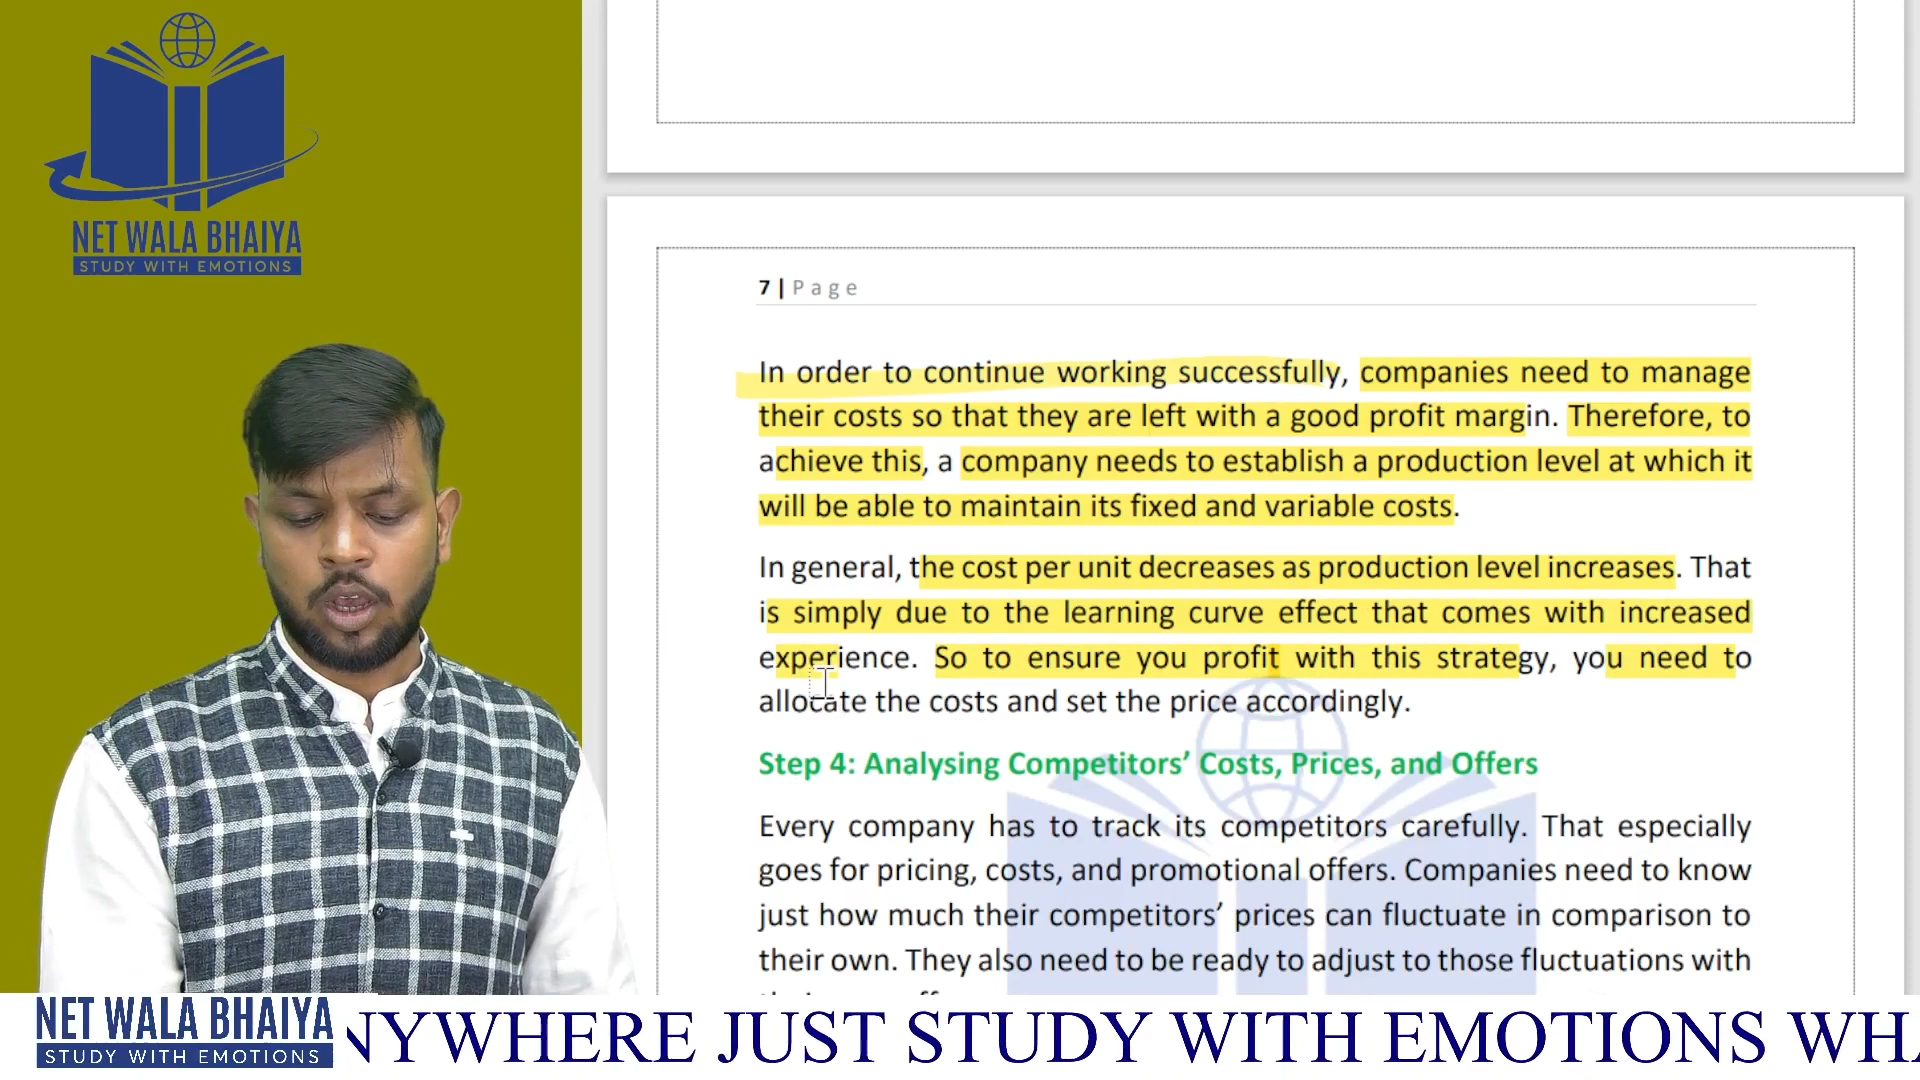 NET WALA BHAIYA
STUDY WITH EMOTIONS
7 | Page
In order to continue working successfully, companies need to manage
their costs so that they are left with a good profit margin. Therefore, to
achieve this, a company needs to establish a production level at which it
will be able to maintain its fixed and variable costs.
In general, the cost per unit decreases as production level increases. That
is simply due to the learning curve effect that comes with increased
experience. So to ensure you profit with this strategy, you need to
allocate the costs and set the price accordingly.
Step 4: Analysing Competitors’ Costs, Prices, and Offers
Every company has to track its competitors carefully. That especially
goes for pricing, costs, and promotional offers. Companies need to know
just how much their competitors’ prices can fluctuate in comparison to
their own. They also need to be ready to adjust to those fluctuations with
NET WALA BHAIYA
STUDY WITH EMOTIONS
NYWHERE JUST STUDY WITH EMOTIONS WHA